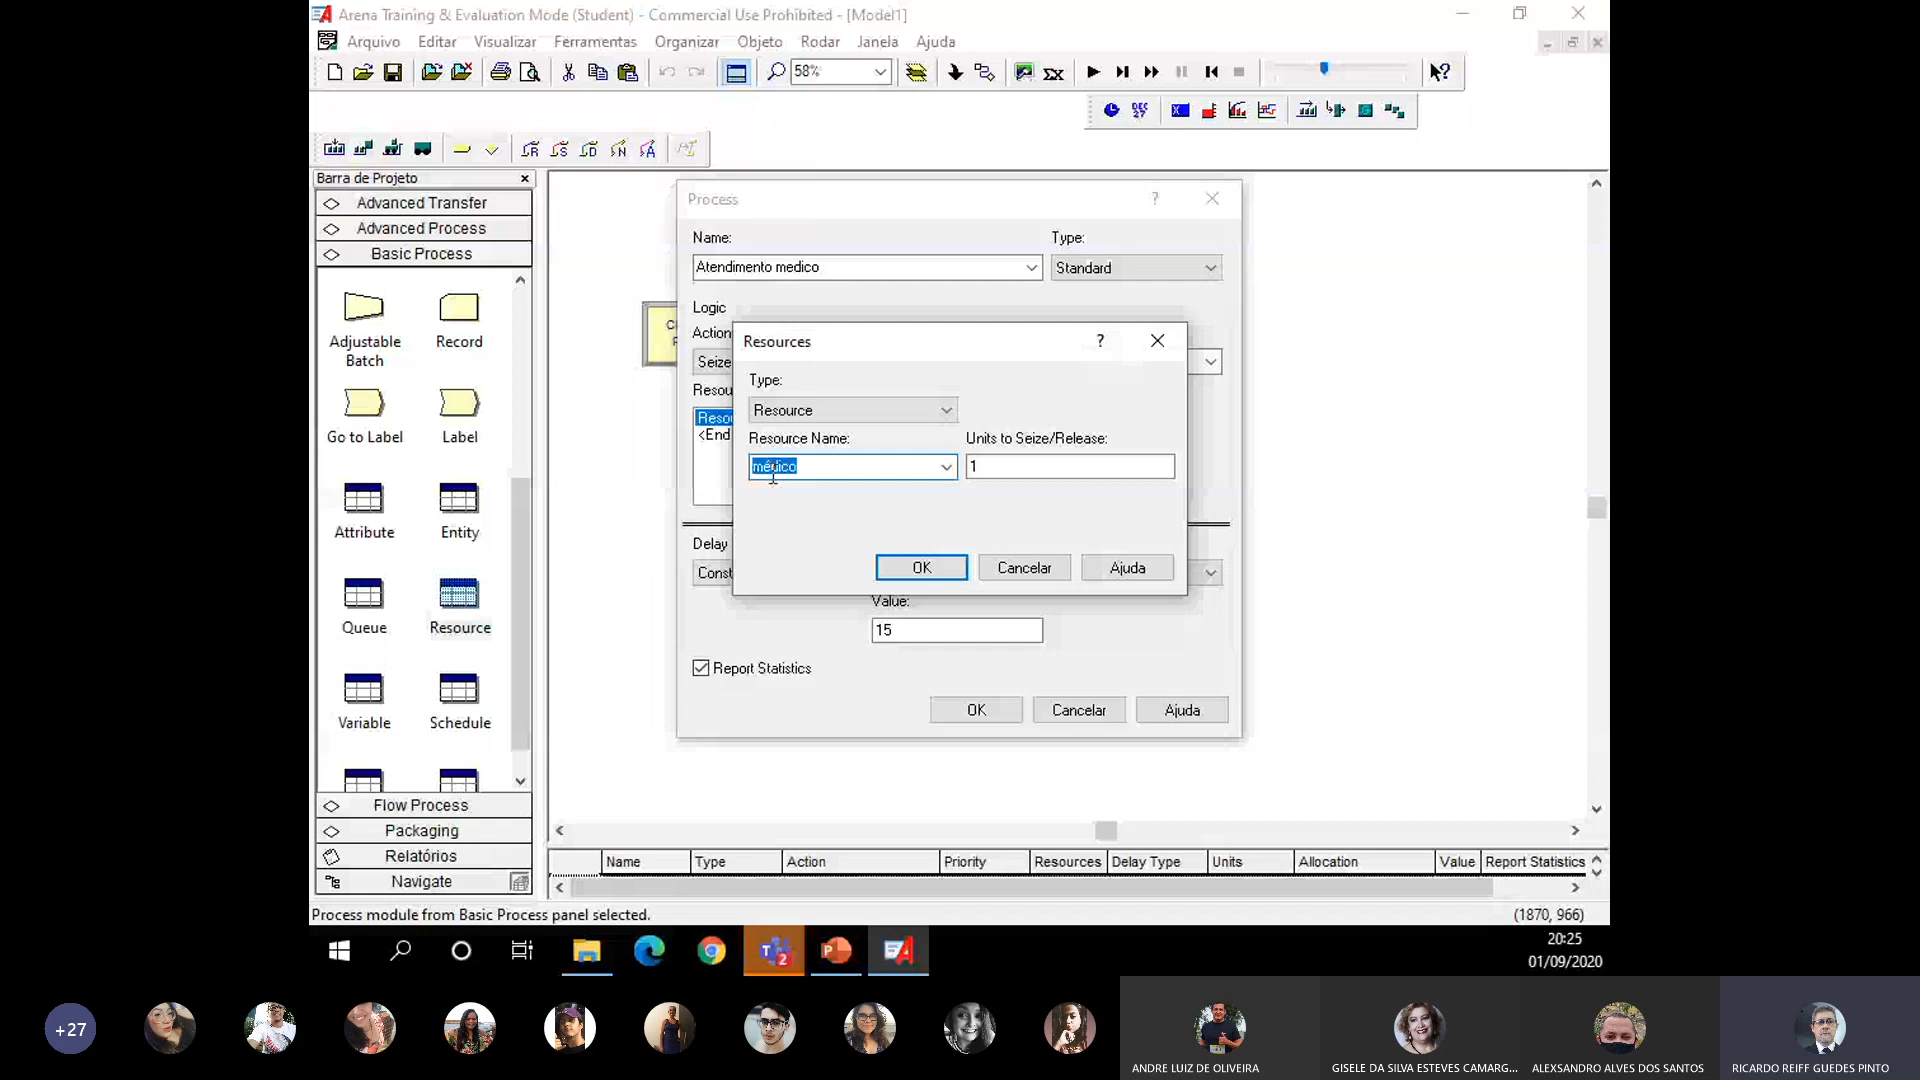 Arena Training & Evaluation Mode (Student) - Commercial Use Prohibited - [Model1]
Arquivo Editar Visualizar Ferramentas Organizar Objeto Rodar Janela Ajuda
58%
DEC
27
Barra de Projeto
Advanced Transfer
Advanced Process
Basic Process
Adjustable
Batch
Record
Go to Label
Label
Attribute
Entity
Queue
Resource
Variable
Schedule
Flow Process
Packaging
Relatórios
Navigate
Process
Name:
Type:
Atendimento medico
Standard
Logic
Action
Seize
Resou
Resou
<End
Delay
Const
Value:
15
Report Statistics
OK Cancelar Ajuda
Resources
Type:
Resource
Resource Name:
Units to Seize/Release:
médico
1
OK Cancelar Ajuda
Name Type Action Priority Resources Delay Type Units Allocation Value Report Statistics
Process module from Basic Process panel selected.
(1870, 966)
20:25
01/09/2020
+27
ANDRE LUIZ DE OLIVEIRA
GISELE DA SILVA ESTEVES CAMARG...
ALEXSANDRO ALVES DOS SANTOS
RICARDO REIFF GUEDES PINTO